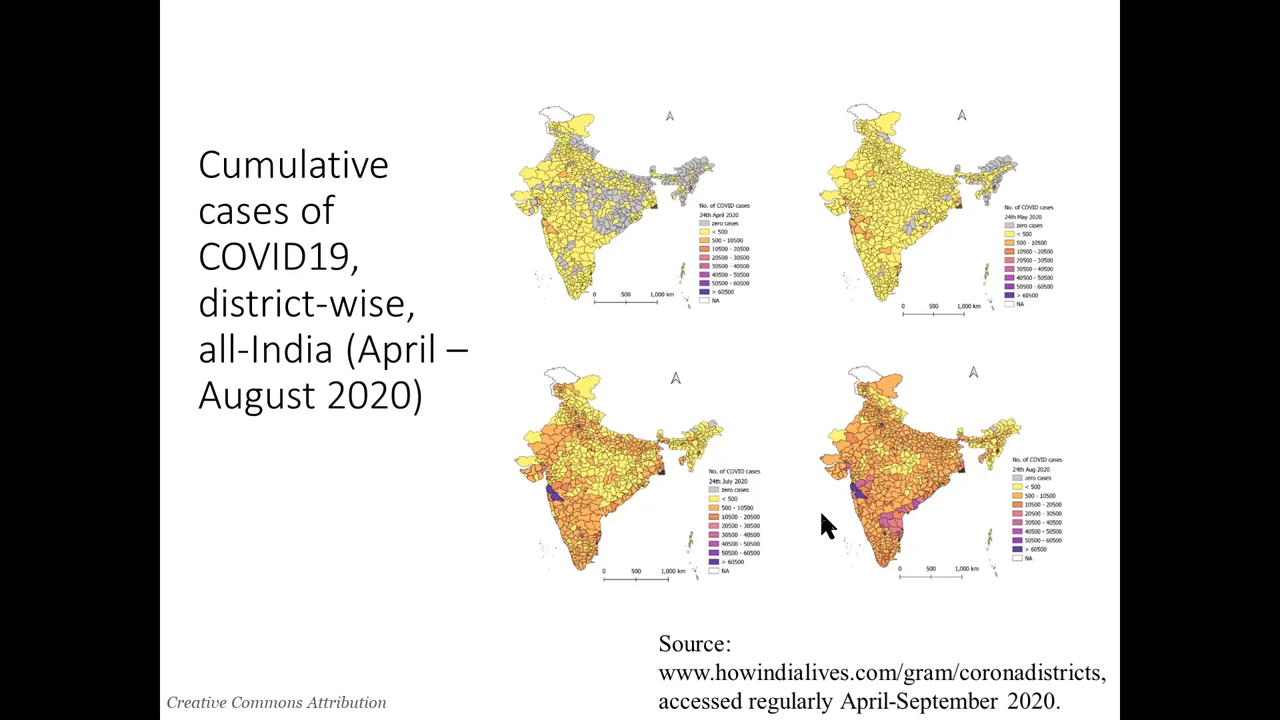 Cumulative
cases of
COVID19,
district-wise,
all-India (April –
August 2020)
No. of COVID cases
24th April 2020
zero cases
< 500
500 - 10500
10500 - 20500
20500 - 30500
30500 - 40500
40500 - 50500
50500 - 60500
> 60500
NA
0 500 1,000 km
No. of COVID cases
24th May 2020
zero cases
< 500
500 - 10500
10500 - 20500
20500 - 30500
30500 - 40500
40500 - 50500
50500 - 60500
> 60500
NA
0 500 1,000 km
No. of COVID cases
24th July 2020
zero cases
< 500
500 - 10500
10500 - 20500
20500 - 30500
30500 - 40500
40500 - 50500
50500 - 60500
> 60500
NA
0 500 1,000 km
No. of COVID cases
24th Aug 2020
zero cases
< 500
500 - 10500
10500 - 20500
20500 - 30500
30500 - 40500
40500 - 50500
50500 - 60500
> 60500
NA
0 500 1,000 km
Source:
www.howindialives.com/gram/coronadistricts,
accessed regularly April-September 2020.
Creative Commons Attribution